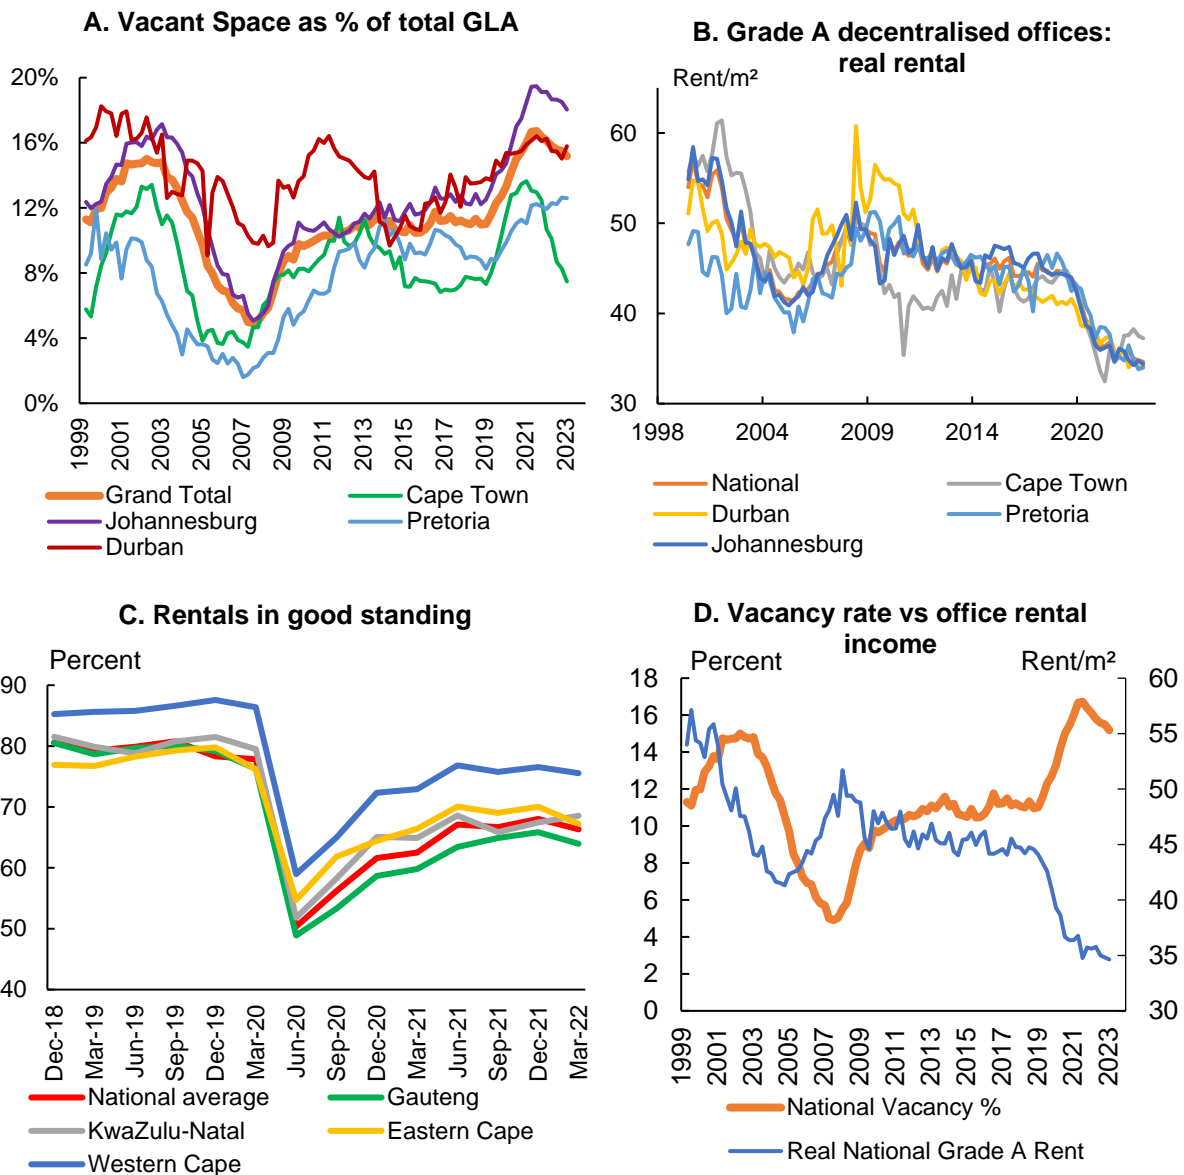 A. Vacant Space as % of total GLA
20%
16%
12%
8%
4%
0%
1999 2001 2003 2005 2007 2009 2011 2013 2015 2017 2019 2021 2023
Grand Total Cape Town
Johannesburg Pretoria
Durban
B. Grade A decentralised offices:
real rental
Rent/m²
60
50
40
30
1998 2004 2009 2014 2020
National Cape Town
Durban Pretoria
Johannesburg
C. Rentals in good standing
Percent
90
80
70
60
50
40
Dec-18 Mar-19 Jun-19 Sep-19 Dec-19 Mar-20 Jun-20 Sep-20 Dec-20 Mar-21 Jun-21 Sep-21 Dec-21 Mar-22
National average Gauteng
KwaZulu-Natal Eastern Cape
Western Cape
D. Vacancy rate vs office rental
income
Percent Rent/m²
18 60
16
14 55
12 50
10
8 45
6 40
4
2 35
0 30
1999 2001 2003 2005 2007 2009 2011 2013 2015 2017 2019 2021 2023
National Vacancy %
Real National Grade A Rent